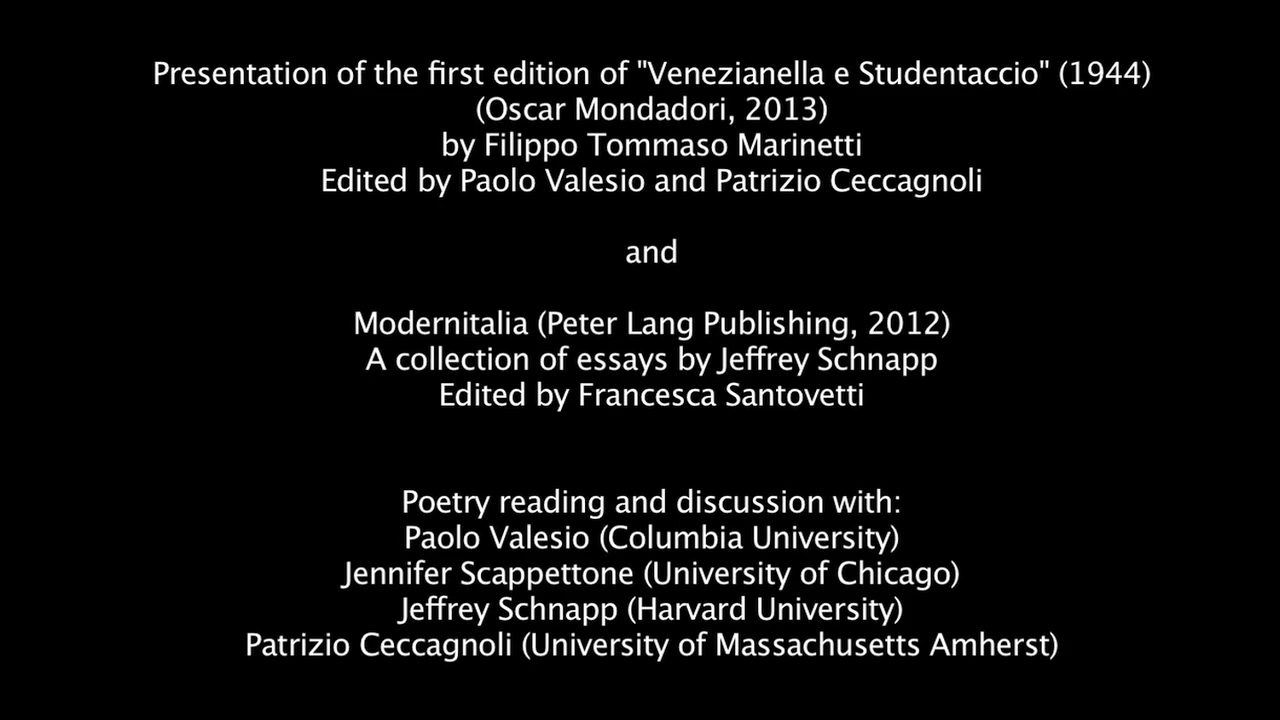 Presentation of the first edition of "Venezianella e Studentaccio" (1944)
(Oscar Mondadori, 2013)
by Filippo Tommaso Marinetti
Edited by Paolo Valesio and Patrizio Ceccagnoli
and
Modernitalia (Peter Lang Publishing, 2012)
A collection of essays by Jeffrey Schnapp
Edited by Francesca Santovetti
Poetry reading and discussion with:
Paolo Valesio (Columbia University)
Jennifer Scappettone (University of Chicago)
Jeffrey Schnapp (Harvard University)
Patrizio Ceccagnoli (University of Massachusetts Amherst)